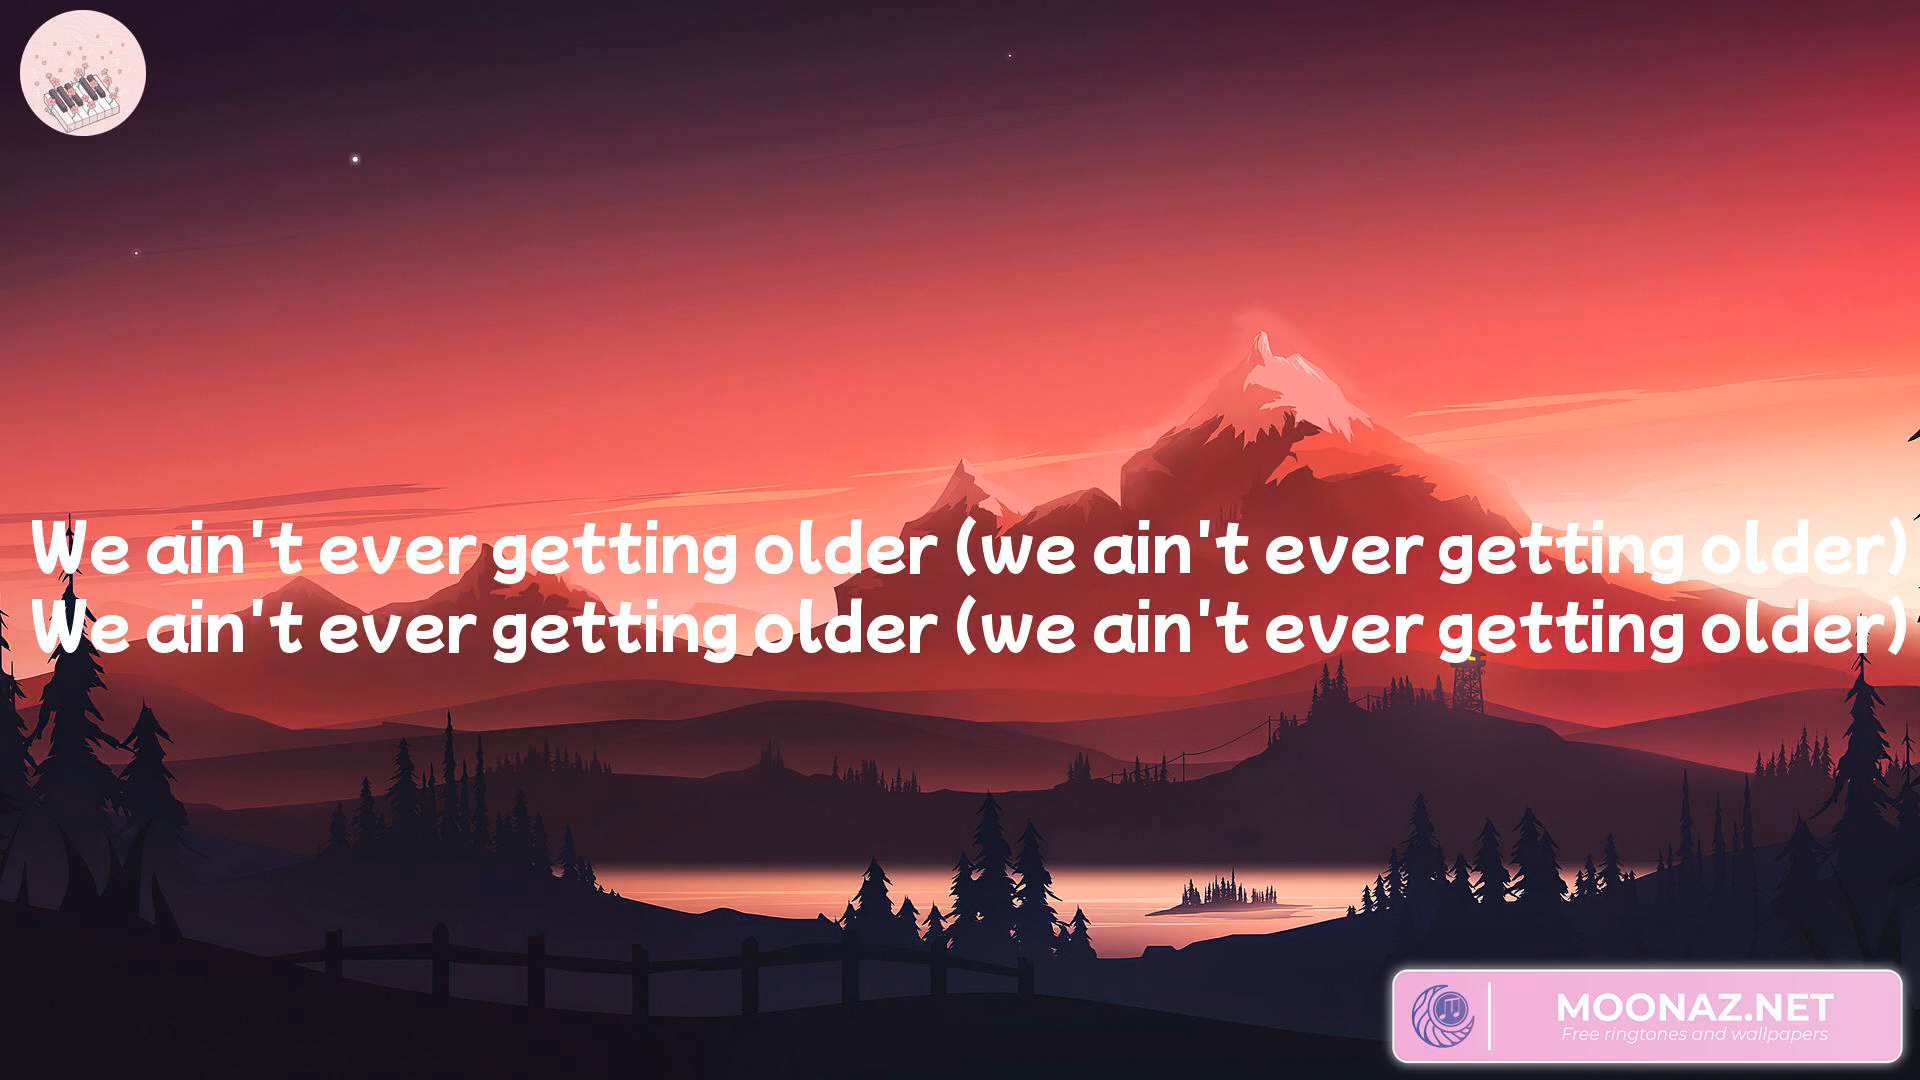 We ain't ever getting older (we ain't ever getting older)
We ain't ever getting older (we ain't ever getting older)
MOONAZ.NET
Free ringtones and wallpapers